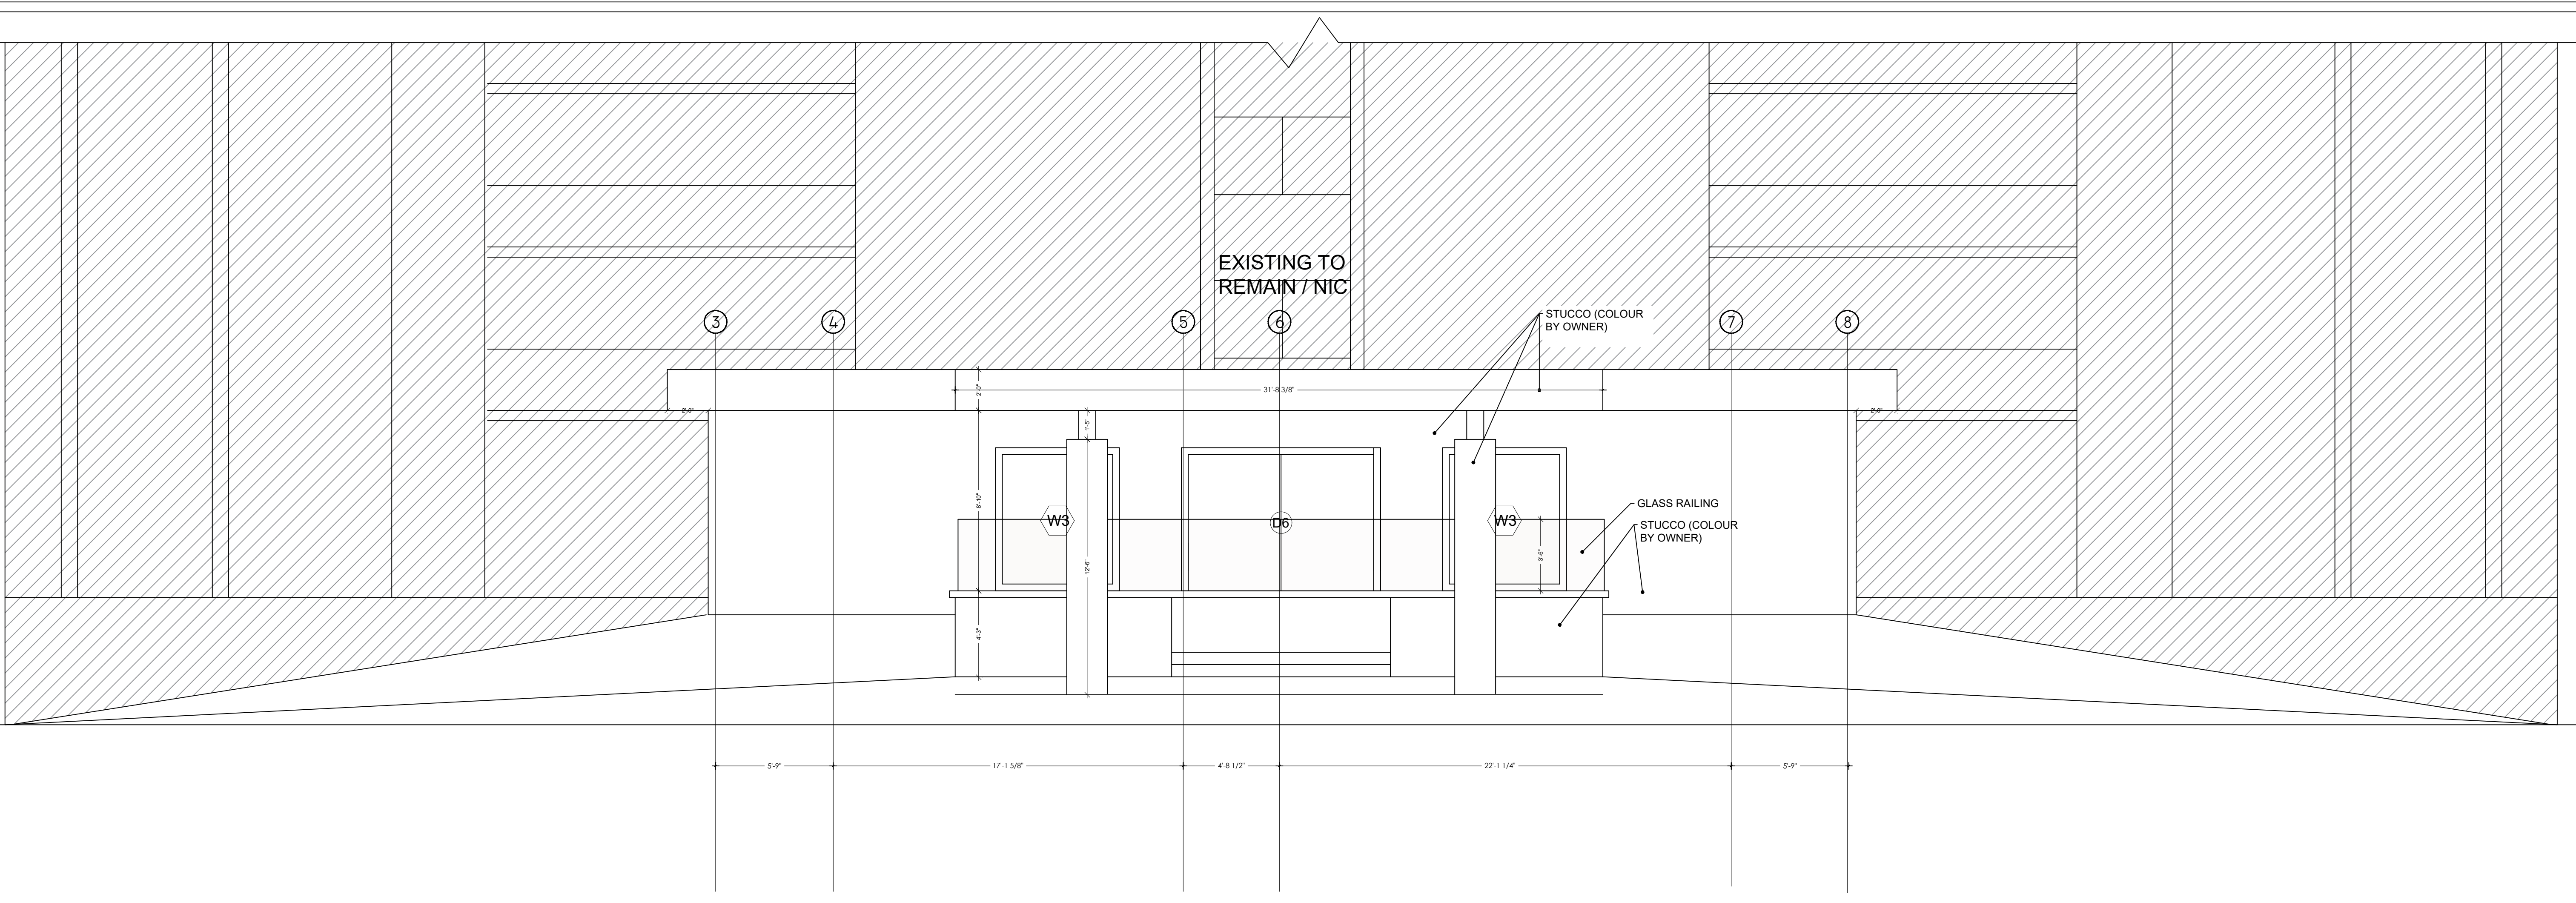 EXISTING TO
REMAIN / NIC
3
4
5
6
7
8
STUCCO (COLOUR
BY OWNER)
2'-0"
31'-8 3/8"
2'-0"
2'-0"
1'-5"
8'-10"
W3
D6
W3
GLASS RAILING
STUCCO (COLOUR
BY OWNER)
12'-6"
3'-6"
4'-3"
5'-9"
17'-1 5/8"
4'-8 1/2"
22'-1 1/4"
5'-9"